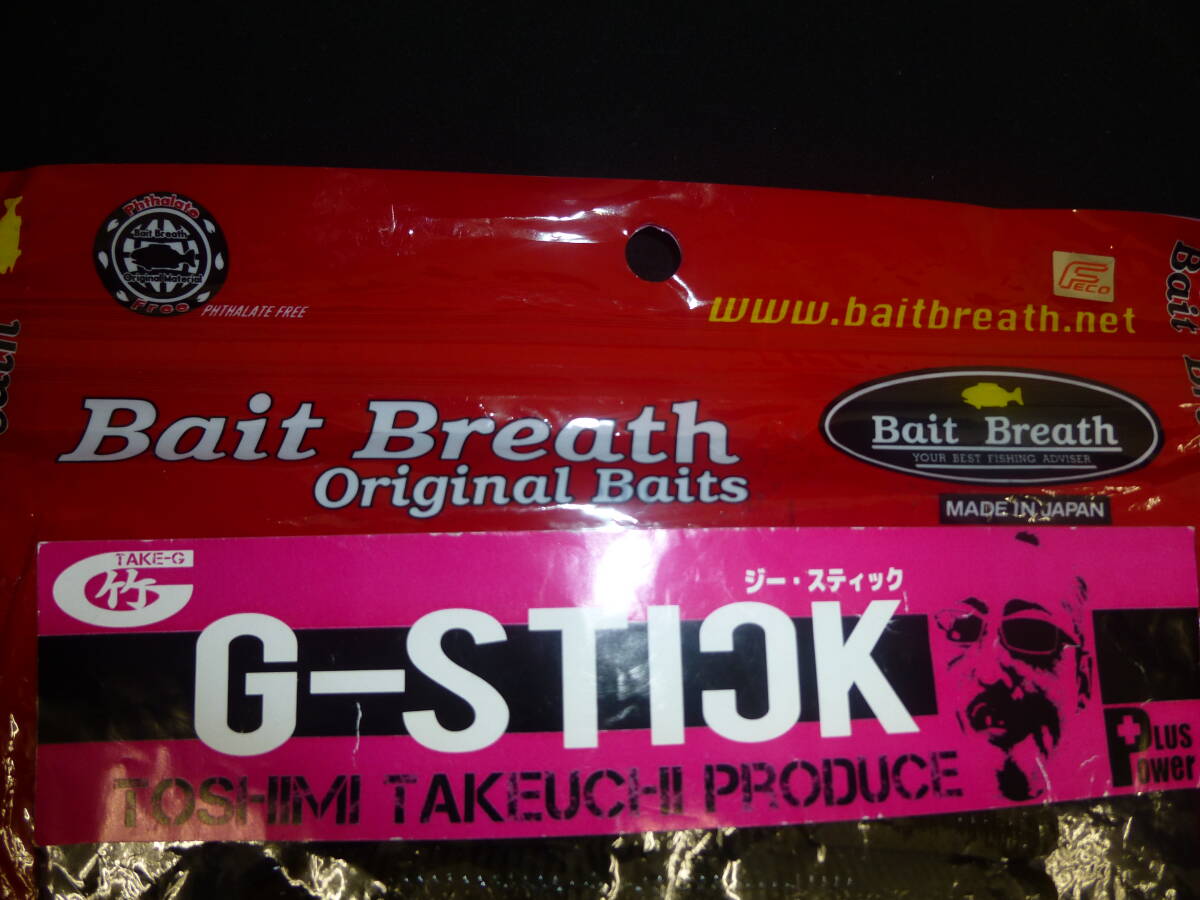 Phthalate
Bait Breath
Original Material
Free
PHTHALATE FREE
FECO
www.baitbreath.net
Bait Breath
Original Baits
Bait Breath
YOUR BEST FISHING ADVISER
MADE IN JAPAN
Bait
TAKE-G
竹
ジー・スティック
G-STICK
TOSHIMI TAKEUCHI PRODUCE
PLUS
Power